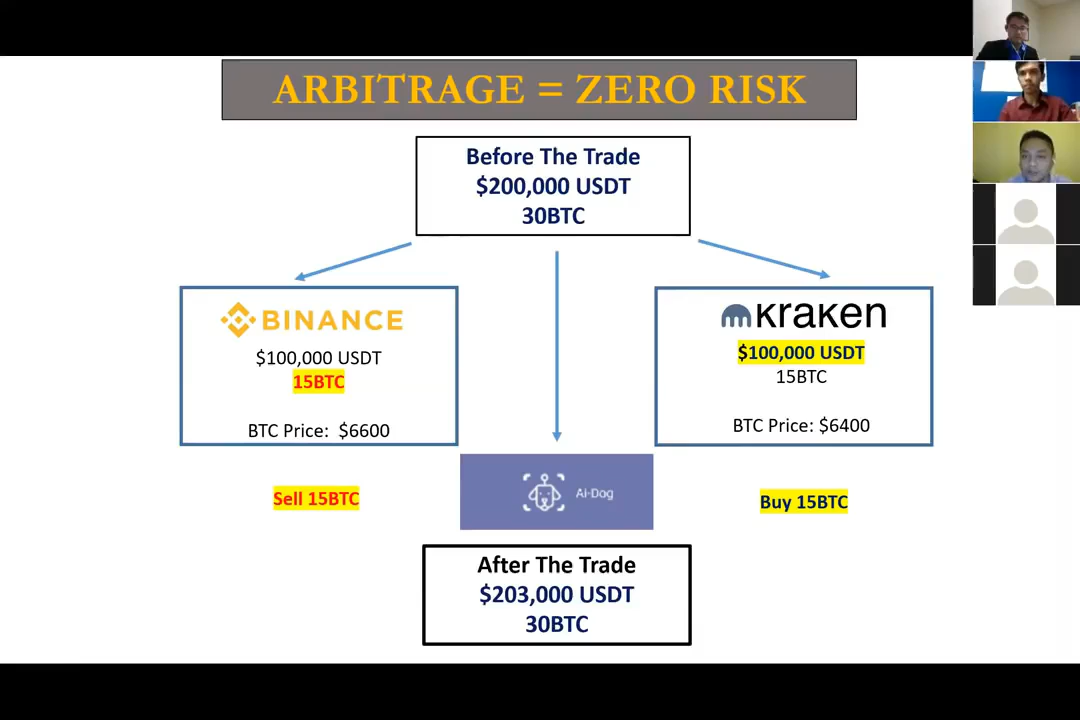 ARBITRAGE = ZERO RISK
Before The Trade
$200,000 USDT
30BTC
BINANCE
$100,000 USDT
15BTC
BTC Price: $6600
Sell 15BTC
kraken
$100,000 USDT
15BTC
BTC Price: $6400
Buy 15BTC
Ai-Dog
After The Trade
$203,000 USDT
30BTC